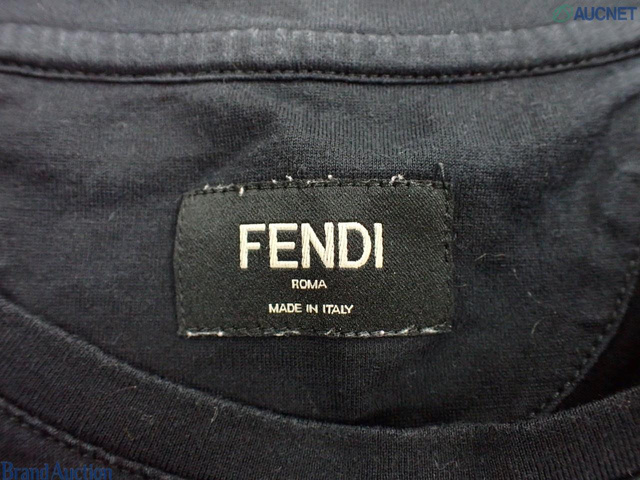 AUCNET
FENDI
ROMA
MADE IN ITALY
Brand Auction